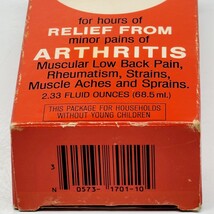 for hours of
RELIEF FROM
minor pains of
ARTHRITIS
Muscular Low Back Pain,
Rheumatism, Strains,
Muscle Aches and Sprains.
2.33 FLUID OUNCES (68.5 ml.)
THIS PACKAGE FOR HOUSEHOLDS
WITHOUT YOUNG CHILDREN
3
N 0573-1701-10